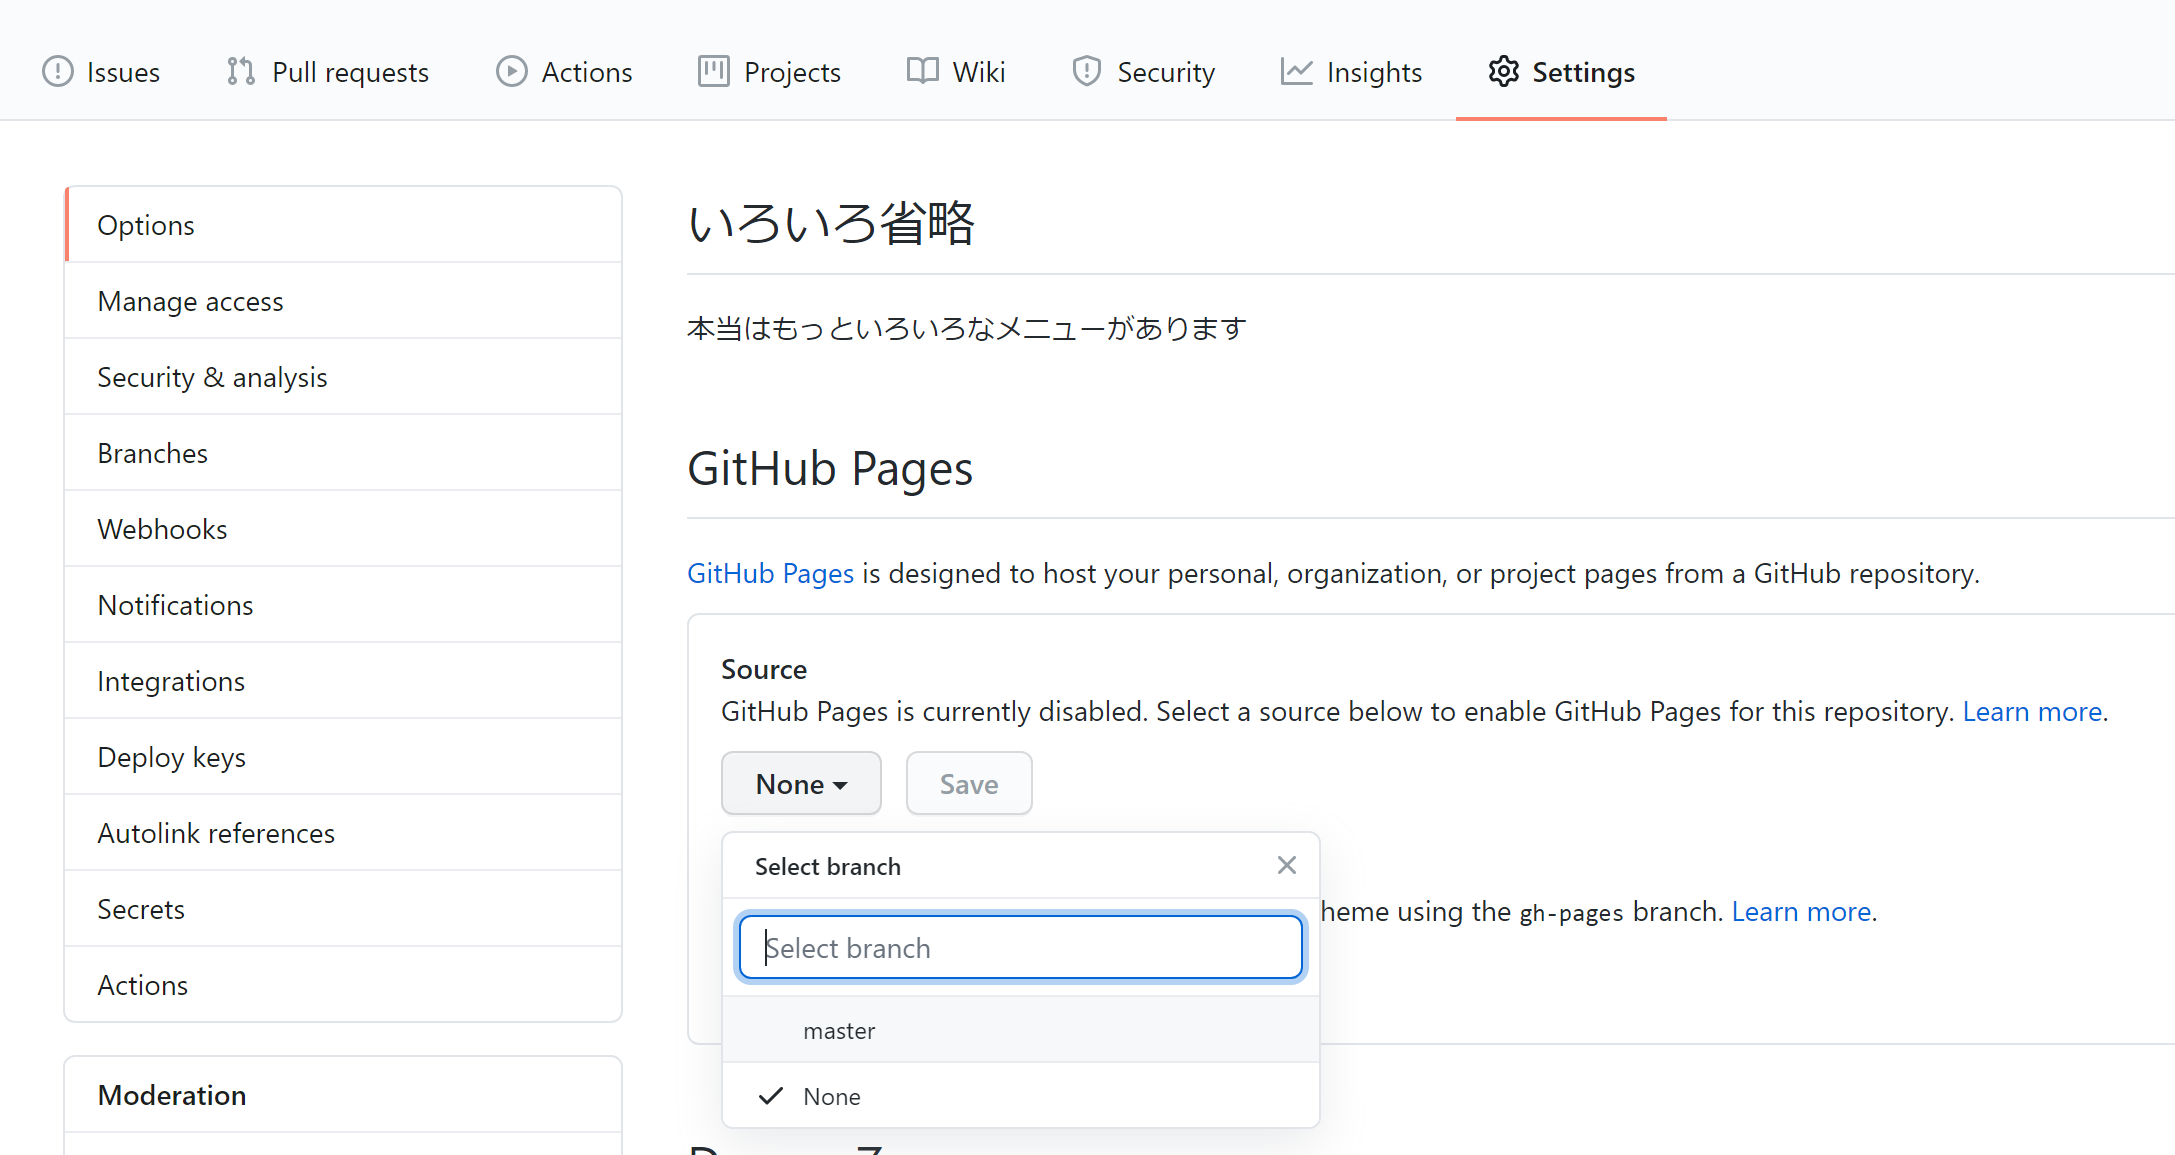 Issues Pull requests Actions Projects Wiki Security Insights Settings
Options
Manage access
Security & analysis
Branches
Webhooks
Notifications
Integrations
Deploy keys
Autolink references
Secrets
Actions
Moderation
いろいろ省略
本当はもっといろいろなメニューがあります
GitHub Pages
GitHub Pages is designed to host your personal, organization, or project pages from a GitHub repository.
Source
GitHub Pages is currently disabled. Select a source below to enable GitHub Pages for this repository. Learn more.
None Save
Select branch
heme using the gh-pages branch. Learn more.
Select branch
master
None